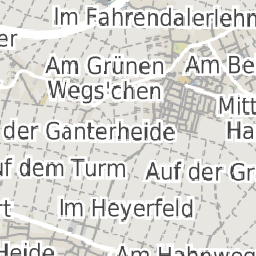 Im Fahrendalerlehn
er
Am Grünen
Wegs'chen
Am Be
Mitt
Ha
der Ganterheide
uf dem Turm
Auf der Gr
rt
Im Heyerfeld
Heide
Am Hahnweg